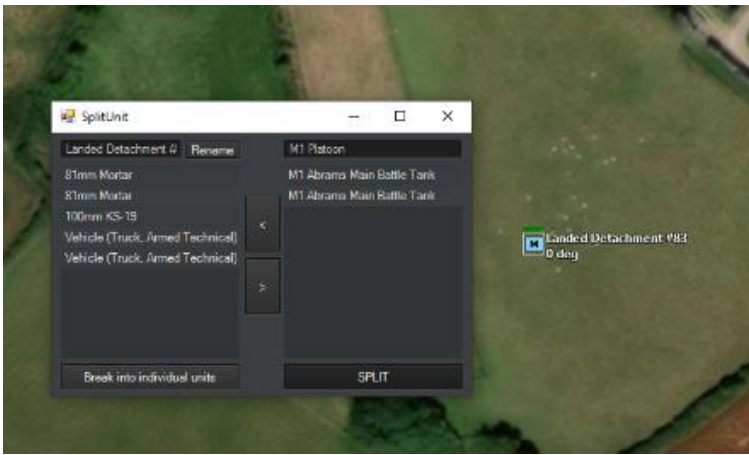 SplitUnit
Landed Detachment #
Rename
M1 Platoon
81mm Mortar
81mm Mortar
100mm KS-19
Vehicle (Truck, Armed Technical)
Vehicle (Truck, Armed Technical)
M1 Abrams Main Battle Tank
M1 Abrams Main Battle Tank
<
>
Break into individual units
SPLIT
M
Landed Detachment #83
0 deg